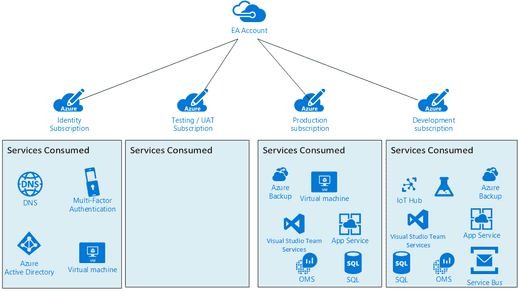 EA Account
Azure
Azure
Azure
Azure
Identity
Subscription
Testing / UAT
Subscription
Production
subscription
Development
subscription
Services Consumed
DNS
DNS
Multi-Factor
Authentication
Azure
Active Directory
VM
Virtual machine
Services Consumed
Services Consumed
Azure
Backup
VM
Virtual machine
Visual Studio Team
Services
App Service
OMS
SQL
SQL
Services Consumed
IoT Hub
Azure
Backup
Visual Studio Team
Services
App Service
SQL
SQL
OMS
Service Bus